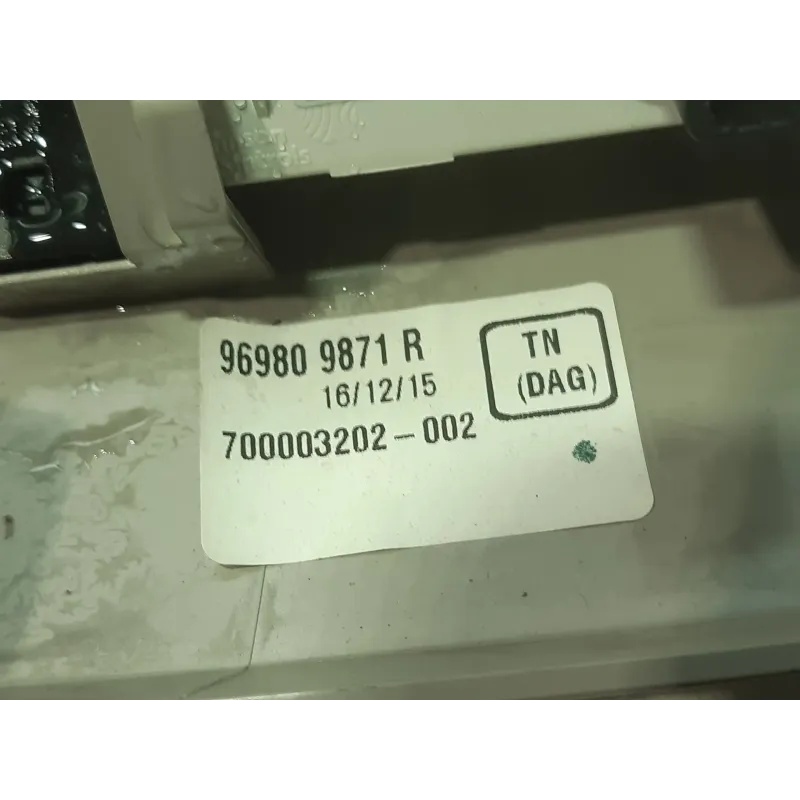 96980 9871 R
16/12/15
700003202-002
TN
(DAG)